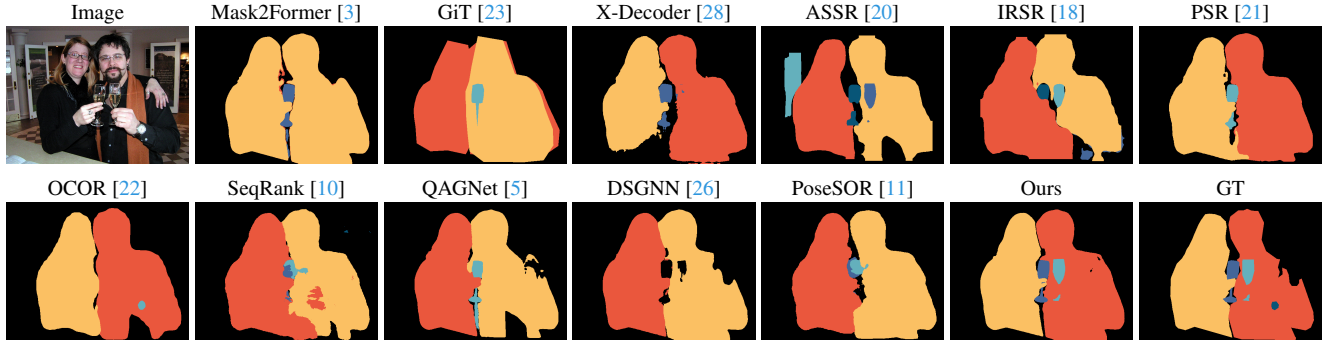 Image Mask2Former [3] GiT [23] X-Decoder [28] ASSR [20] IRSR [18] PSR [21]
OCOR [22] SeqRank [10] QAGNet [5] DSGNN [26] PoseSOR [11] Ours GT